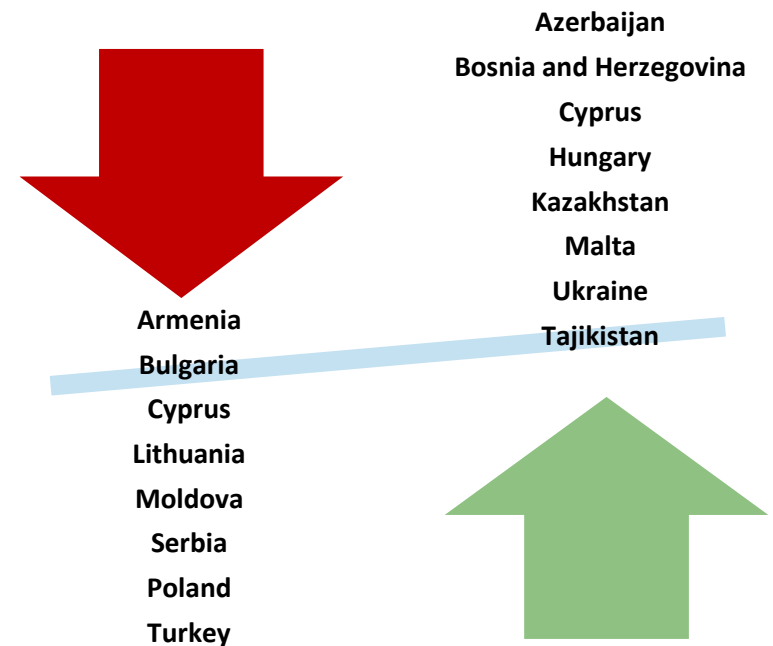 Azerbaijan
Bosnia and Herzegovina
Cyprus
Hungary
Kazakhstan
Malta
Ukraine
Tajikistan
Armenia
Bulgaria
Cyprus
Lithuania
Moldova
Serbia
Poland
Turkey